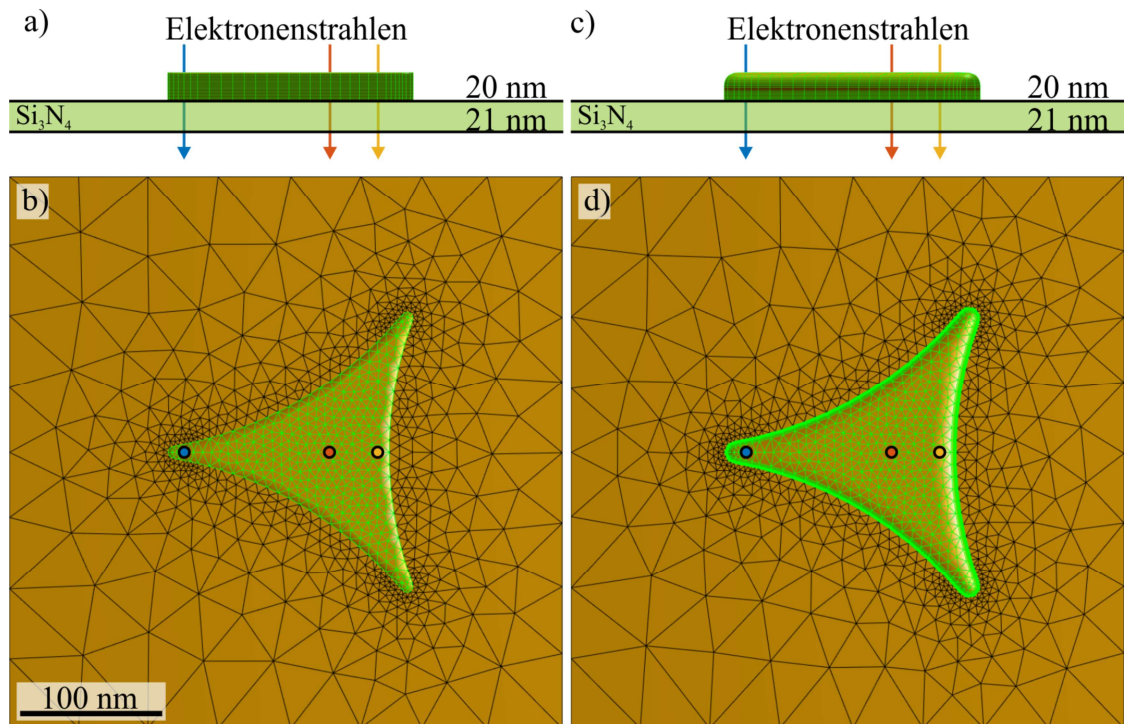 a)
Elektronenstrahlen
20 nm
Si₃N₄
21 nm
c)
Elektronenstrahlen
20 nm
Si₃N₄
21 nm
b)
100 nm
d)